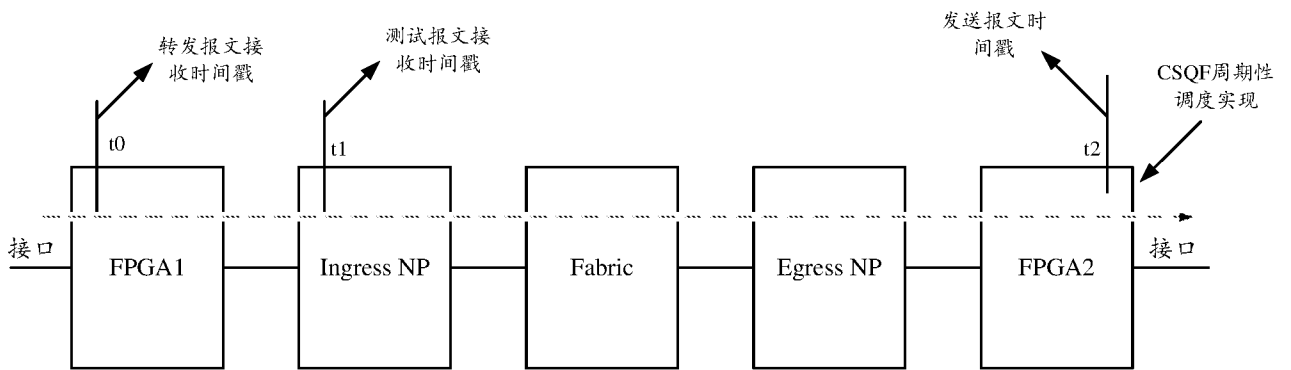 转发报文接
收时间戳
测试报文接
收时间戳
发送报文时
间戳
CSQF周期性
调度实现
t0
t1
t2
接口
FPGA1
Ingress NP
Fabric
Egress NP
FPGA2
接口